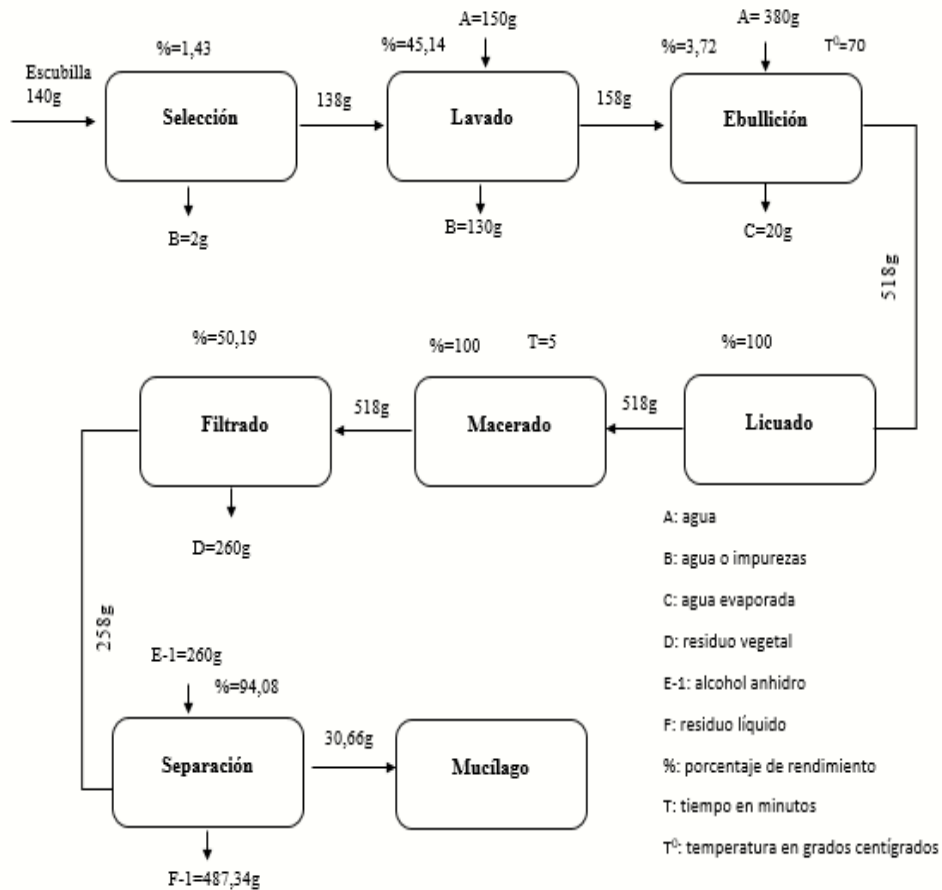 A=150g
A= 380g
%=1,43
%=45,14
%=3,72
T⁰=70
Escubilla
140g
Selección
138g
Lavado
158g
Ebullición
B=2g
B=130g
C=20g
518g
%=50,19
%=100
T=5
%=100
Filtrado
518g
Macerado
518g
Licuado
D=260g
258g
A: agua
B: agua o impurezas
C: agua evaporada
D: residuo vegetal
E-1: alcohol anhidro
F: residuo líquido
%: porcentaje de rendimiento
T: tiempo en minutos
T⁰: temperatura en grados centígrados
E-1=260g
%=94,08
Separación
30,66g
Mucílago
F-1=487,34g